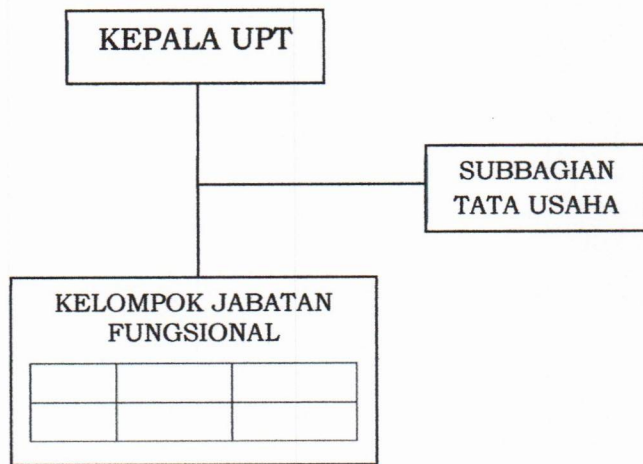 KEPALA UPT
SUBBAGIAN
TATA USAHA
KELOMPOK JABATAN
FUNGSIONAL